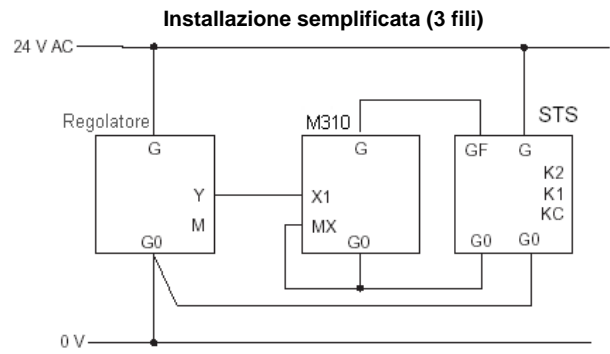 Installazione semplificata (3 fili)
24 V AC
Regolatore
M310
STS
G
G
GF
G
K2
K1
KC
Y
X1
M
MX
G0
G0
G0
G0
0 V